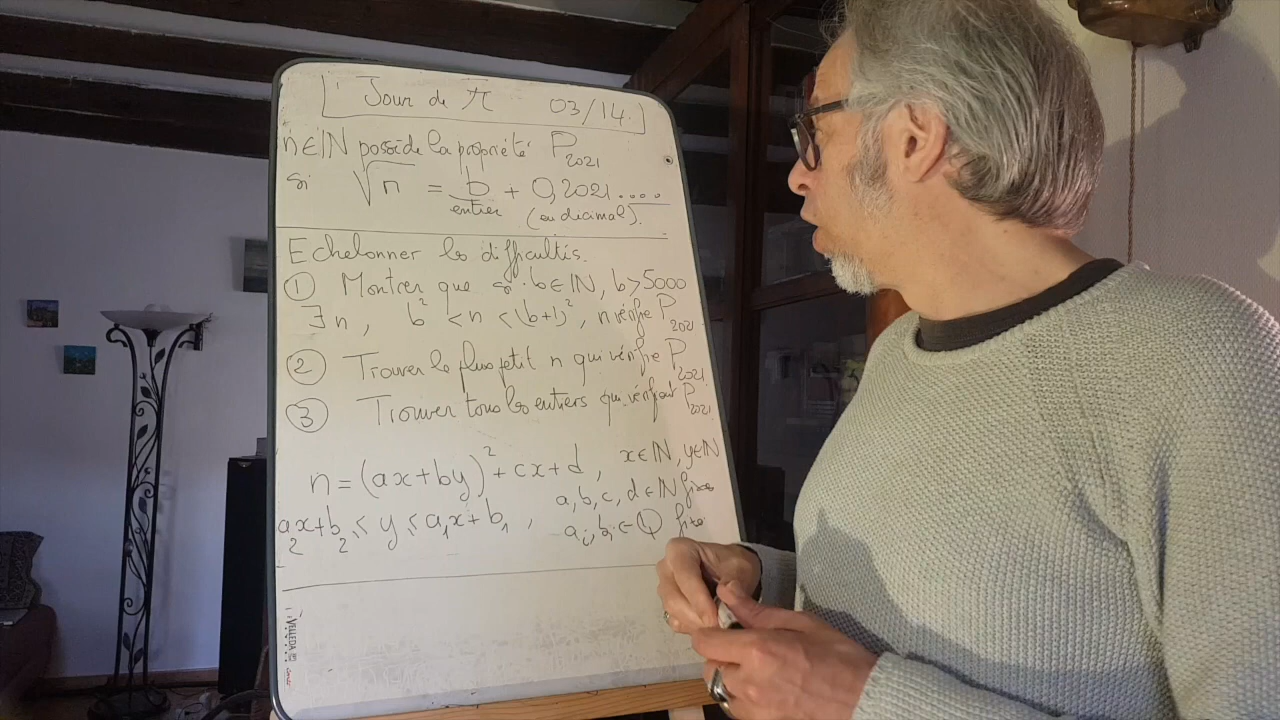 Jour de π 03/14.
n∈ℕ possède la propriété P₂₀₂₁
si √n = b + 0,2021....
entier (en décimal).
Echelonner les difficultés.
① Montrer que si b∈ℕ, b>5000
∃n, b² < n < (b+1)², n vérifie P₂₀₂₁.
② Trouver le plus petit n qui vérifie P₂₀₂₁
③ Trouver tous les entiers qui vérifient P₂₀₂₁
n = (ax+by)² + cx+d, x∈ℕ, y∈ℕ
a, b, c, d ∈ℕ fixés
a₂x+b₂ ≤ y ≤ a₁x+b₁, aᵢ, bᵢ ∈ ℚ fixés
VELLEDA